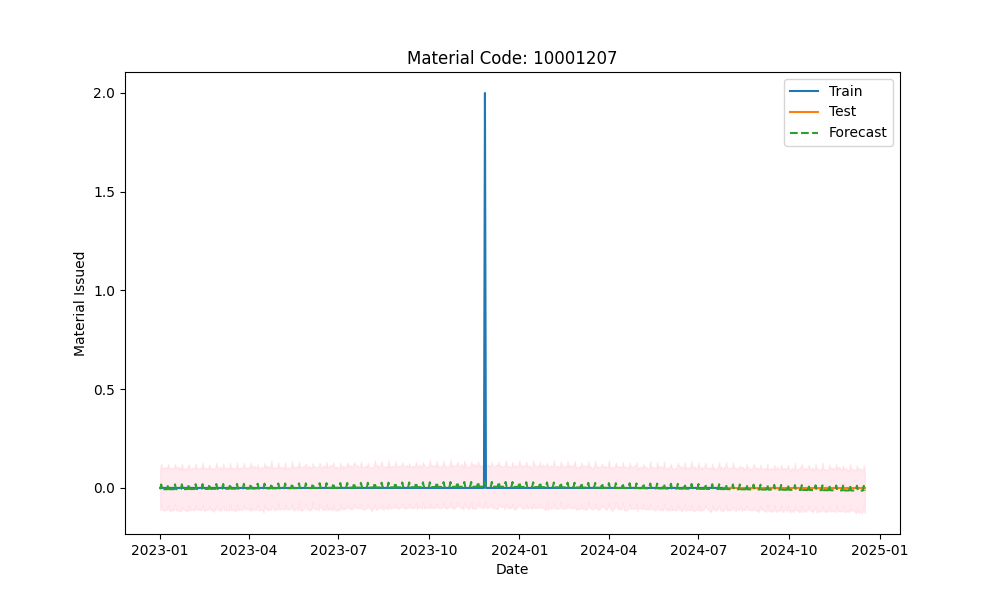 Material Code: 10001207
Train
Test
Forecast
2.0
1.5
1.0
0.5
0.0
Material Issued
2023-01 2023-04 2023-07 2023-10 2024-01 2024-04 2024-07 2024-10 2025-01
Date